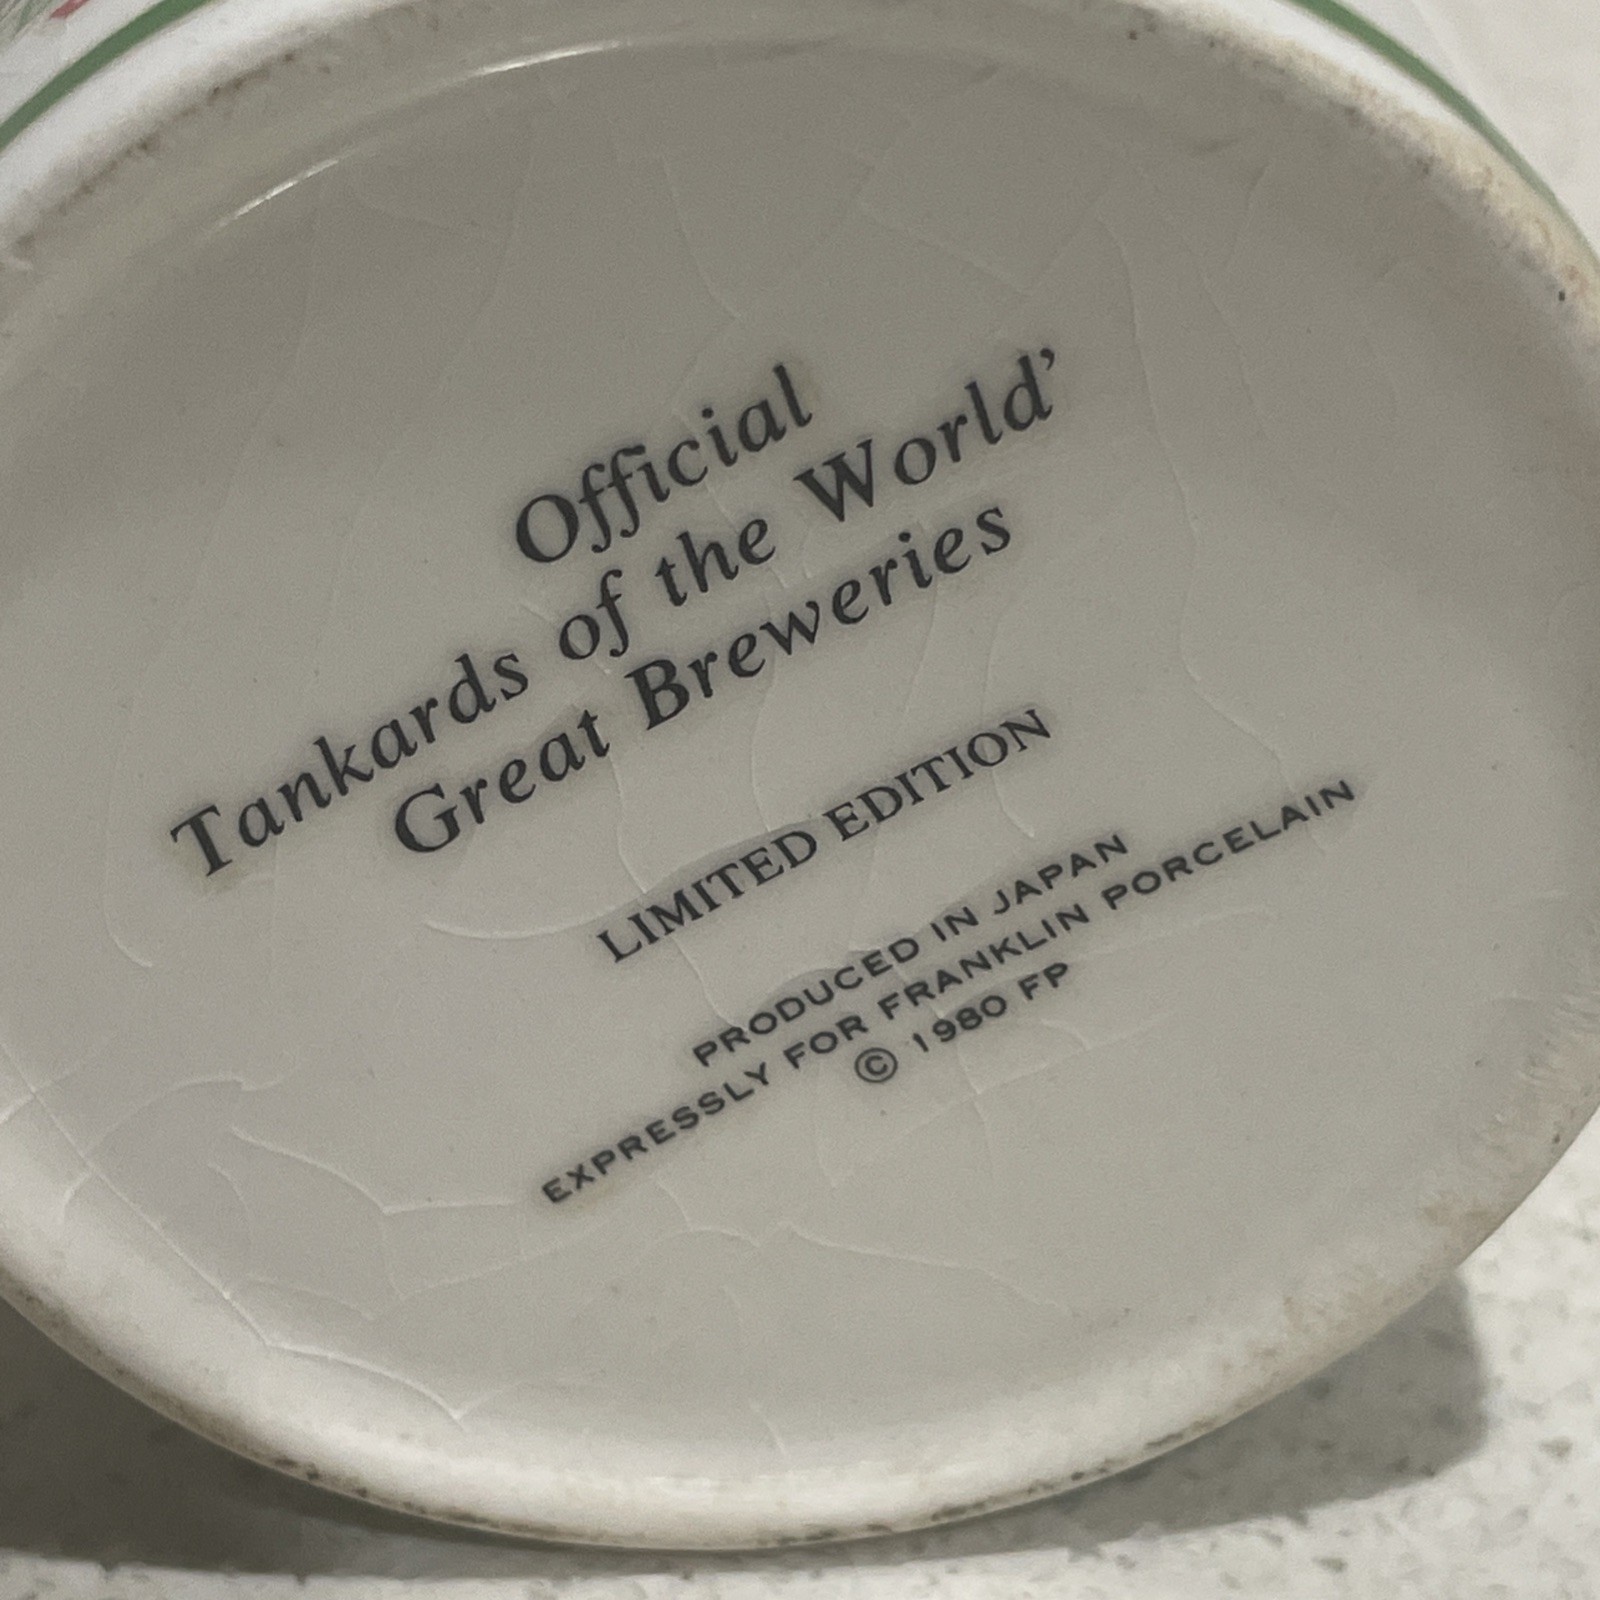 Official
Tankards of the World'
Great Breweries
LIMITED EDITION
PRODUCED IN JAPAN
EXPRESSLY FOR FRANKLIN PORCELAIN
© 1980 FP